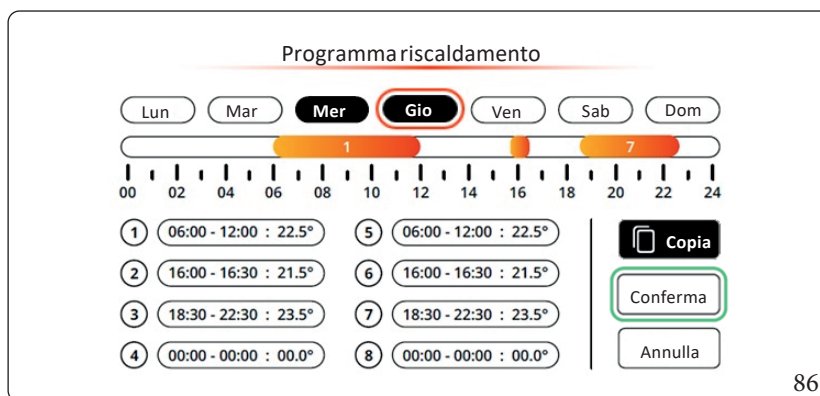 Programma riscaldamento
Lun Mar Mer Gio Ven Sab Dom
1 7
00 02 04 06 08 10 12 14 16 18 20 22 24
1 06:00 - 12:00 : 22.5° 5 06:00 - 12:00 : 22.5°
2 16:00 - 16:30 : 21.5° 6 16:00 - 16:30 : 21.5°
3 18:30 - 22:30 : 23.5° 7 18:30 - 22:30 : 23.5°
4 00:00 - 00:00 : 00.0° 8 00:00 - 00:00 : 00.0°
Copia
Conferma
Annulla
86